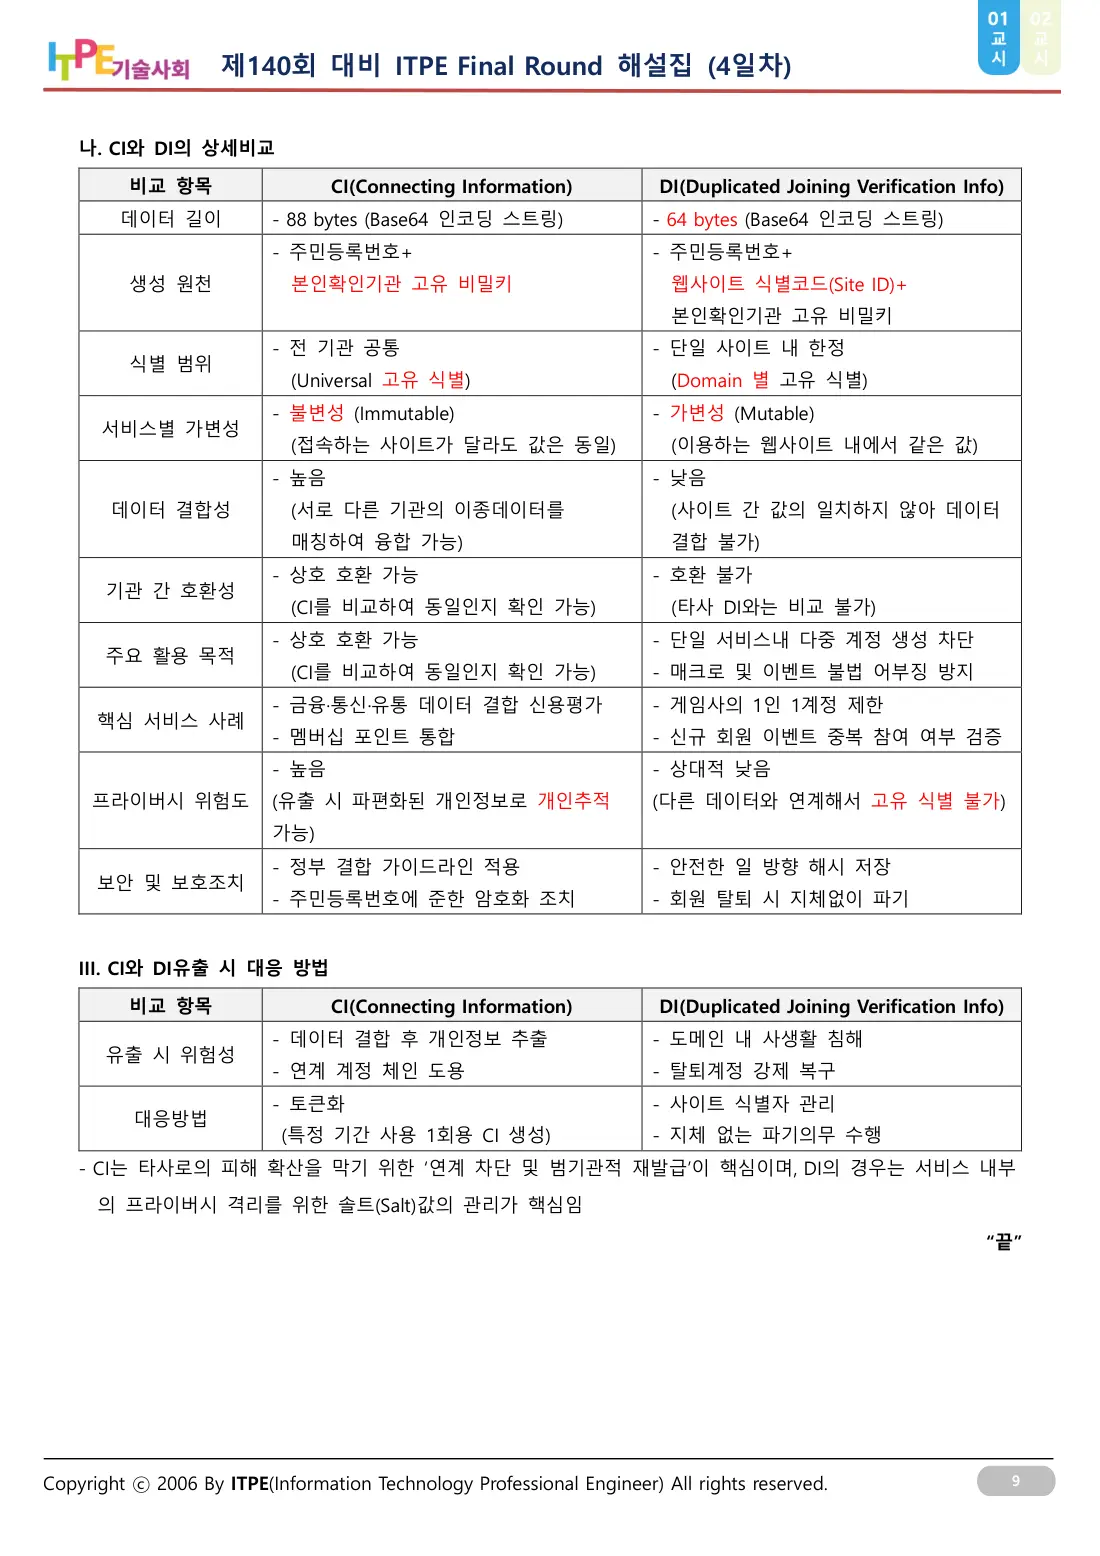 ITPE기술사회 제140회 대비 ITPE Final Round 해설집 (4일차)
01 교 시
02 교 시
나. CI와 DI의 상세비교
비교 항목 CI(Connecting Information) DI(Duplicated Joining Verification Info)
데이터 길이 - 88 bytes (Base64 인코딩 스트링) - 64 bytes (Base64 인코딩 스트링)
생성 원천 - 주민등록번호+ - 주민등록번호+
본인확인기관 고유 비밀키 웹사이트 식별코드(Site ID)+
본인확인기관 고유 비밀키
식별 범위 - 전 기관 공통 - 단일 사이트 내 한정
(Universal 고유 식별) (Domain 별 고유 식별)
서비스별 가변성 - 불변성 (Immutable) - 가변성 (Mutable)
(접속하는 사이트가 달라도 값은 동일) (이용하는 웹사이트 내에서 같은 값)
데이터 결합성 - 높음 - 낮음
(서로 다른 기관의 이종데이터를 (사이트 간 값의 일치하지 않아 데이터
매칭하여 융합 가능) 결합 불가)
기관 간 호환성 - 상호 호환 가능 - 호환 불가
(CI를 비교하여 동일인지 확인 가능) (타사 DI와는 비교 불가)
주요 활용 목적 - 상호 호환 가능 - 단일 서비스내 다중 계정 생성 차단
(CI를 비교하여 동일인지 확인 가능) - 매크로 및 이벤트 불법 어부징 방지
핵심 서비스 사례 - 금융·통신·유통 데이터 결합 신용평가 - 게임사의 1인 1계정 제한
- 멤버십 포인트 통합 - 신규 회원 이벤트 중복 참여 여부 검증
프라이버시 위험도 - 높음 - 상대적 낮음
(유출 시 파편화된 개인정보로 개인추적 (다른 데이터와 연계해서 고유 식별 불가)
가능)
보안 및 보호조치 - 정부 결합 가이드라인 적용 - 안전한 일 방향 해시 저장
- 주민등록번호에 준한 암호화 조치 - 회원 탈퇴 시 지체없이 파기
III. CI와 DI유출 시 대응 방법
비교 항목 CI(Connecting Information) DI(Duplicated Joining Verification Info)
유출 시 위험성 - 데이터 결합 후 개인정보 추출 - 도메인 내 사생활 침해
- 연계 계정 체인 도용 - 탈퇴계정 강제 복구
대응방법 - 토큰화 - 사이트 식별자 관리
(특정 기간 사용 1회용 CI 생성) - 지체 없는 파기의무 수행
- CI는 타사로의 피해 확산을 막기 위한 ‘연계 차단 및 범기관적 재발급’이 핵심이며, DI의 경우는 서비스 내부
의 프라이버시 격리를 위한 솔트(Salt)값의 관리가 핵심임
“끝”
Copyright ⓒ 2006 By ITPE(Information Technology Professional Engineer) All rights reserved. 9